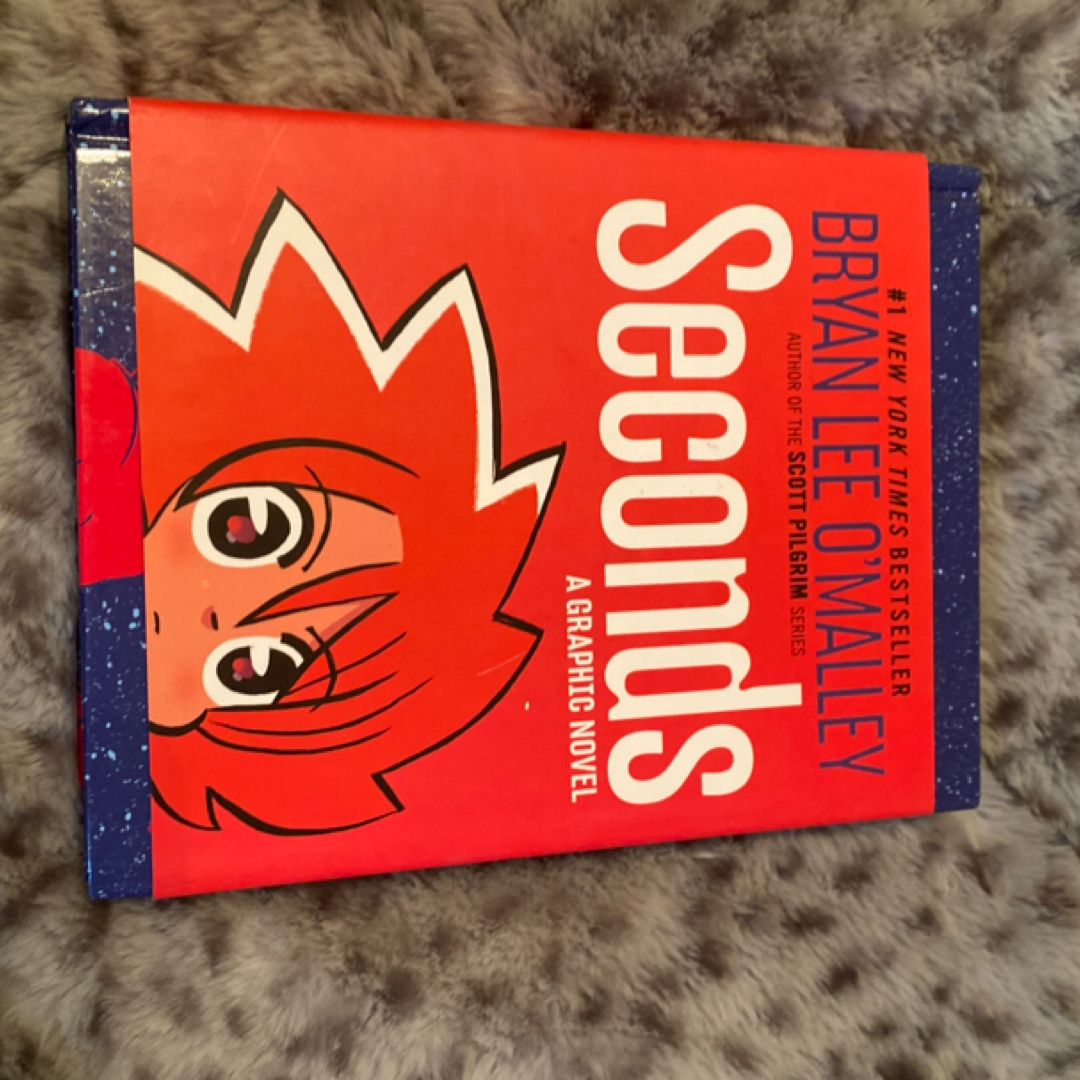 #1 NEW YORK TIMES BESTSELLER
BRYAN LEE O'MALLEY
AUTHOR OF THE SCOTT PILGRIM SERIES
Seconds
A GRAPHIC NOVEL